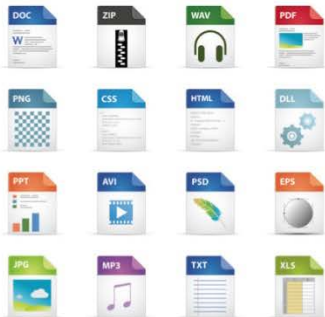 DOC ZIP WAV PDF
W
PNG CSS HTML DLL
PPT AVI PSD EPS
JPG MP3 TXT XLS